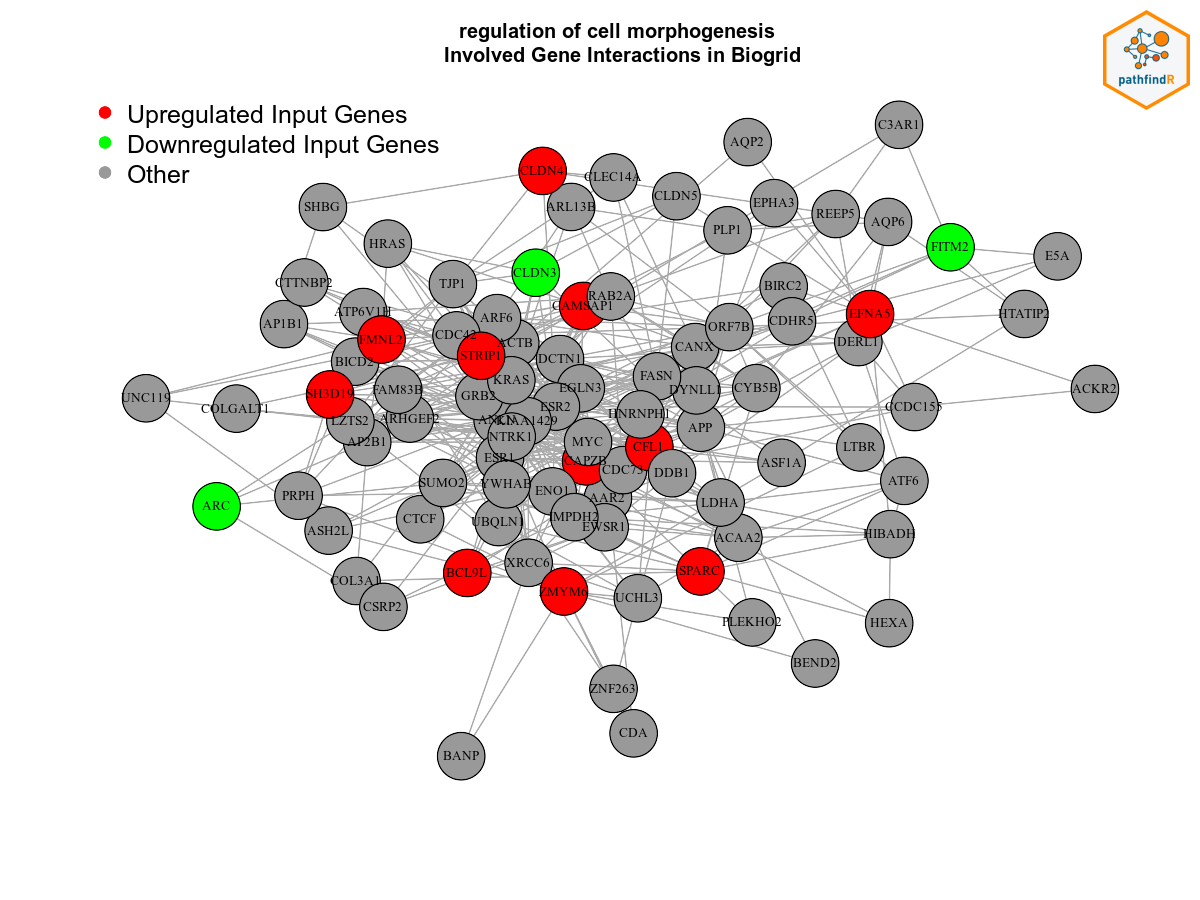 regulation of cell morphogenesis
Involved Gene Interactions in Biogrid
pathfindR
Upregulated Input Genes
Downregulated Input Genes
Other
C3AR1
AQP2
CLDN4
CLEC14A
CLDN5
EPHA3
SHBG
ARL13B
REEP5
AQP6
PLP1
HRAS
FITM2
E5A
CLDN3
CTTNBP2
TJP1
BIRC2
RAB2A
CAMSAP1
ATP6V1H
HTATIP2
EFNA5
ARF6
CDHR5
AP1B1
ORF7B
CDC42
FMNL2
ACTB
DERL1
CANX
STRIP1
DCTN1
BICD2
FASN
KRAS
EGLN3
CYB5B
ACKR2
FAM83B
DYNLL1
SH3D19
GRB2
UNC119
ESR2
CCDC155
COLGALT1
HNRNPH1
ARHGEF2
LZTS2
KIAA1429
APP
NTRK1
MYC
AP2B1
CFL1
LTBR
ESR1
CAPZB
ASF1A
CDC73
DDB1
ATF6
SUMO2
YWHAB
ENO1
PRPH
AAR2
LDHA
ARC
IMPDH2
CTCF
UBQLN1
EWSR1
ASH2L
HIBADH
ACAA2
XRCC6
SPARC
BCL9L
COL3A1
ZMYM6
UCHL3
CSRP2
PLEKHO2
HEXA
BEND2
ZNF263
CDA
BANP